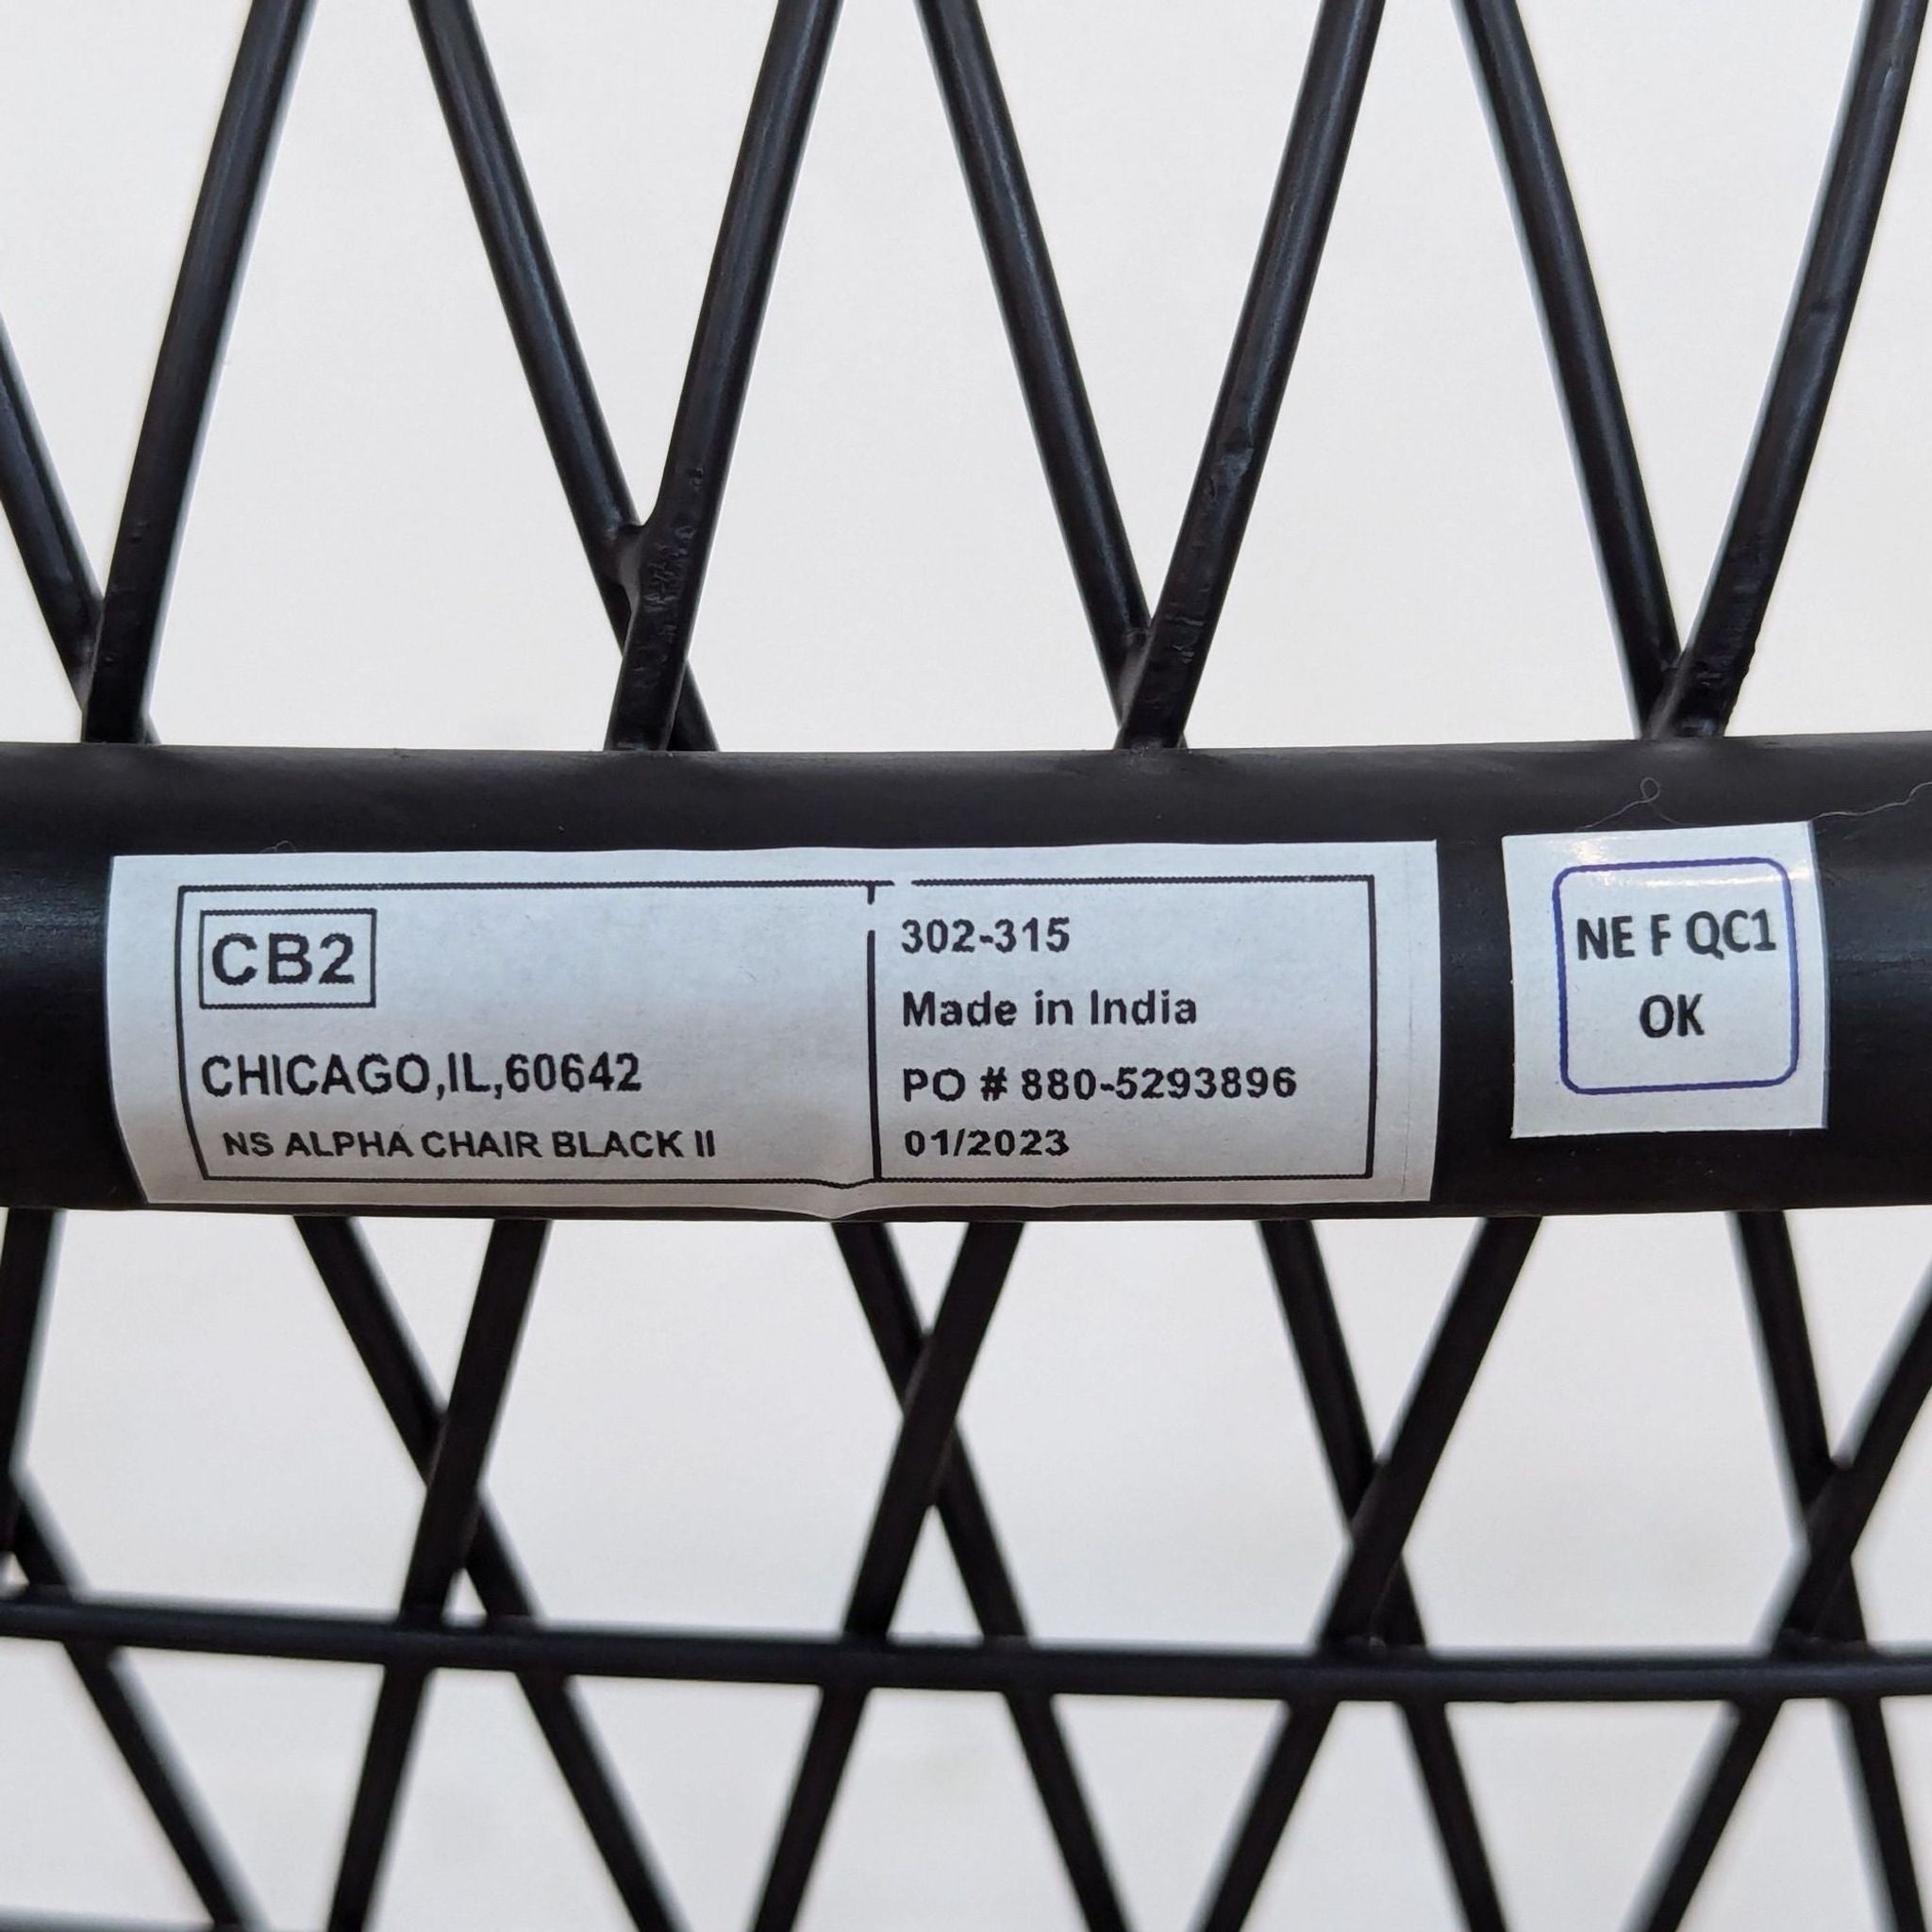 CB2
CHICAGO,IL,60642
NS ALPHA CHAIR BLACK II
302-315
Made in India
PO # 880-5293896
01/2023
NE F QC1
OK